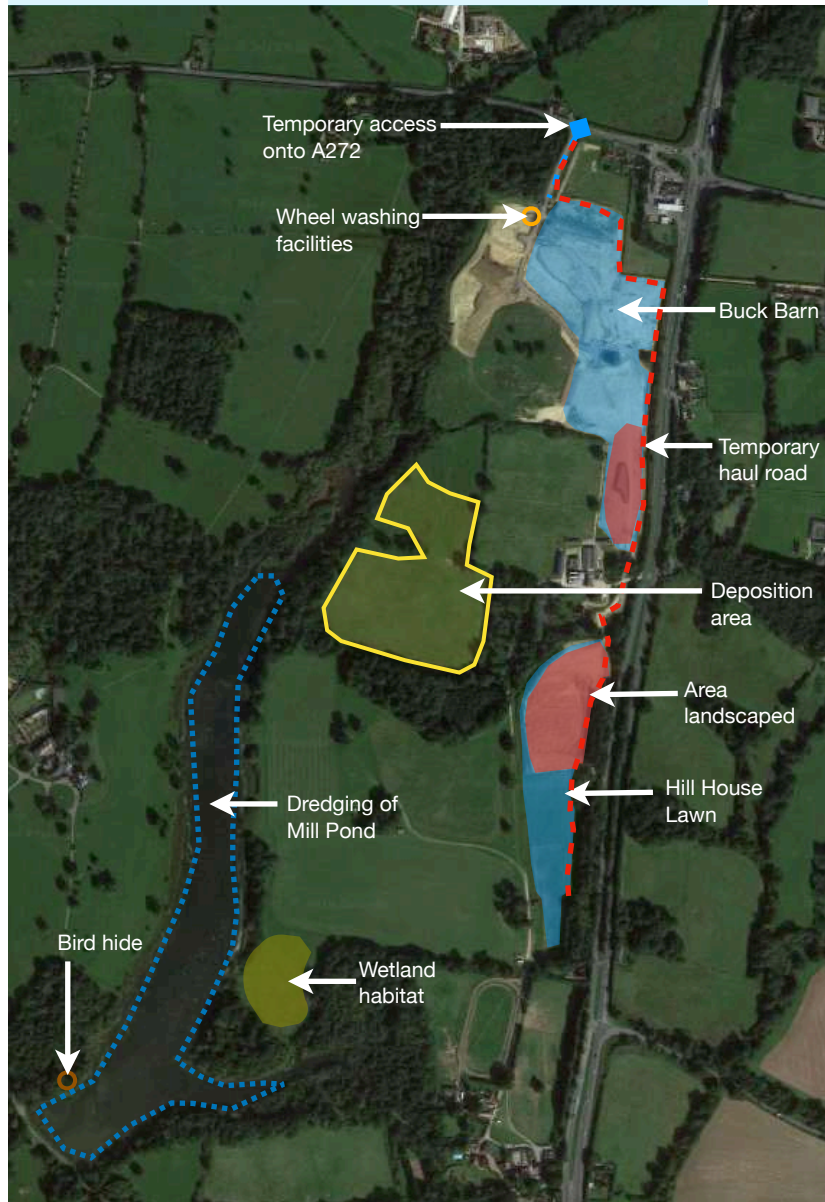 Temporary access
onto A272
Wheel washing
facilities
Buck Barn
Temporary
haul road
Deposition
area
Area
landscaped
Hill House
Lawn
Dredging of
Mill Pond
Bird hide
Wetland
habitat